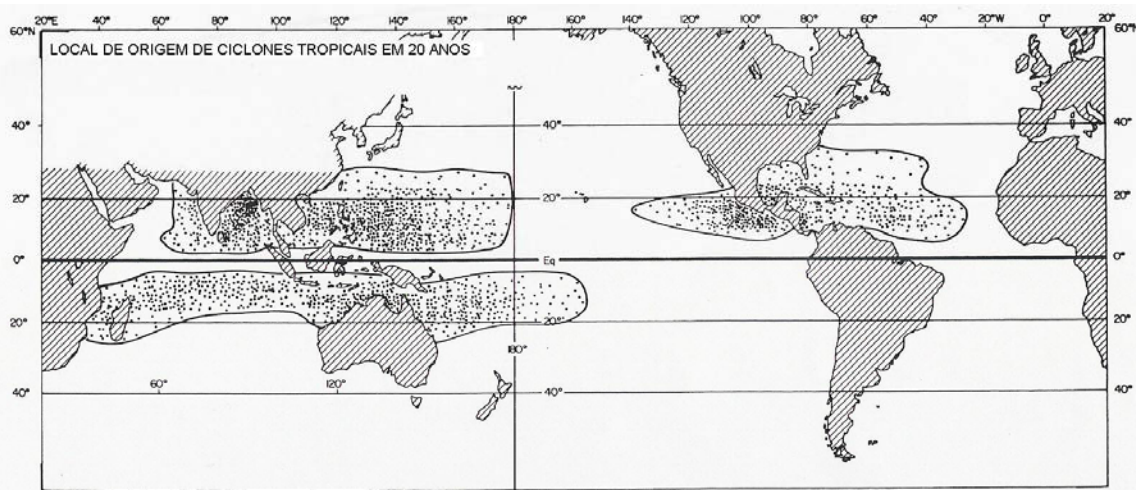 20°E 40° 60° 80° 100° 120° 140° 160° 180° 160° 140° 120° 100° 80° 60° 40° 20°W 0° 20°
60°N 60°N
LOCAL DE ORIGEM DE CICLONES TROPICAIS EM 20 ANOS
40° 40° 40°
20° 20° 20°
0° Eq 0°
20° 20° 20°
180°
40° 60° 120° 40° 40°